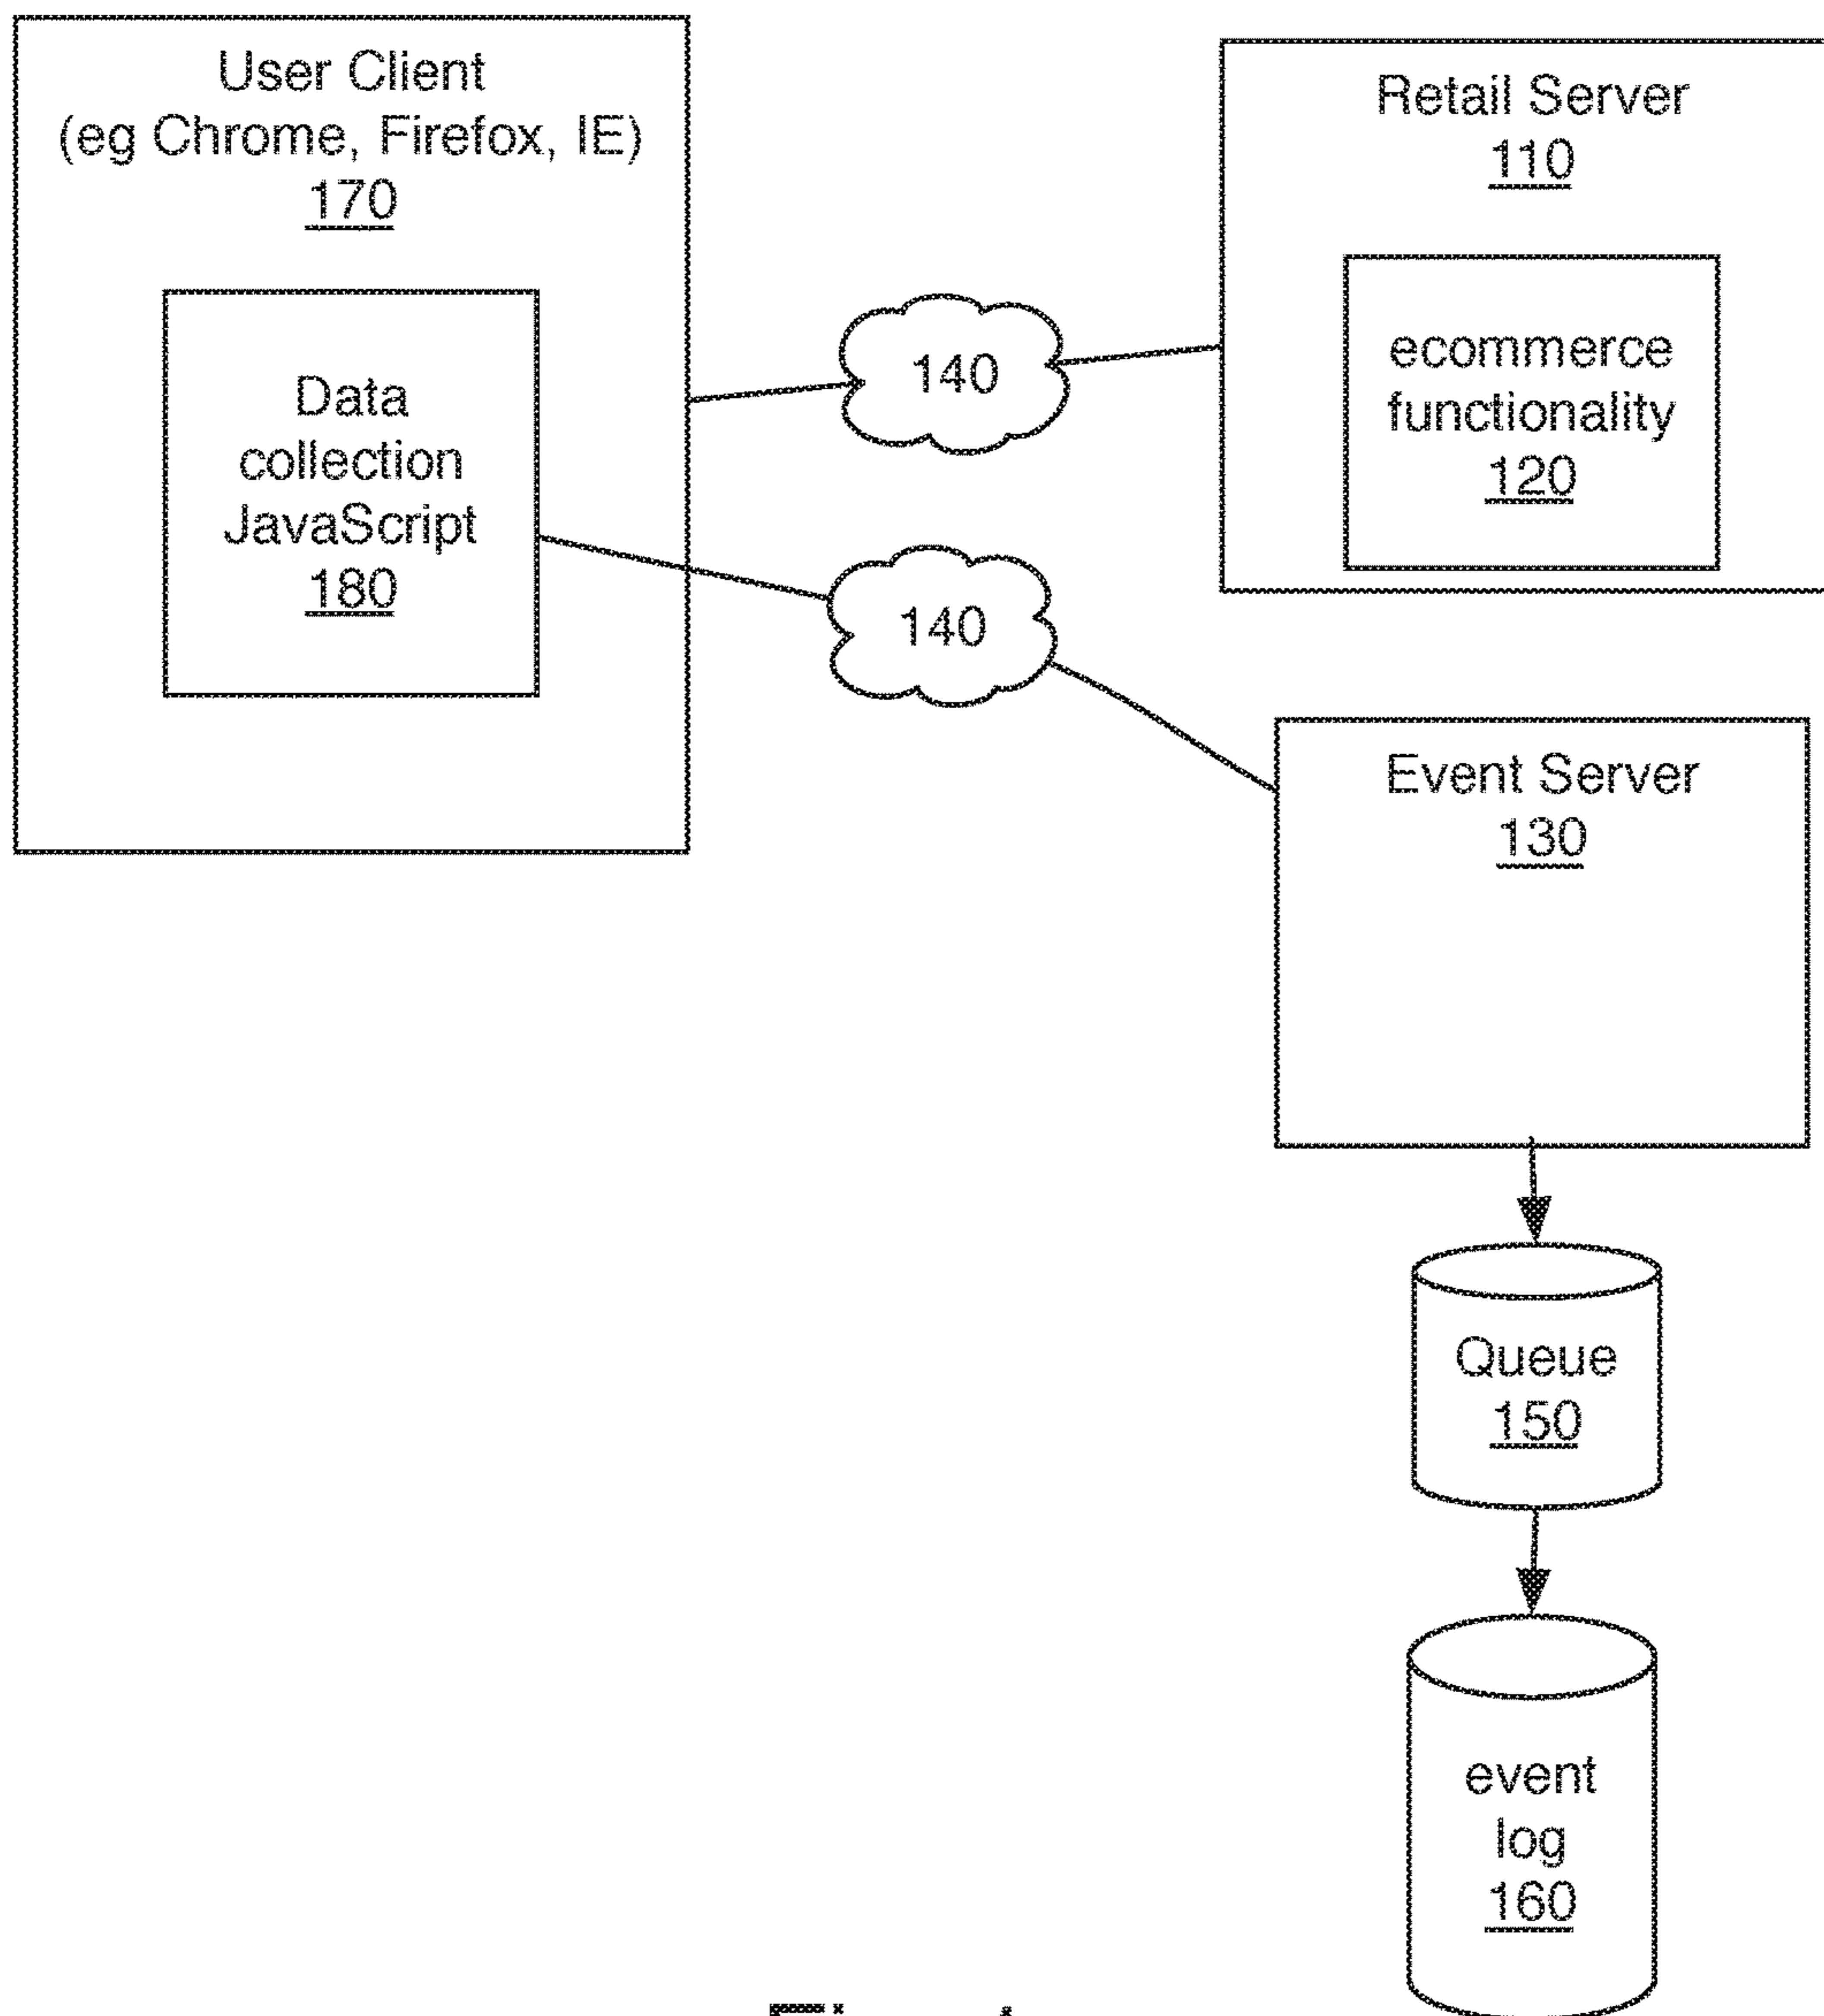 User Client
(eg Chrome, Firefox, IE)
170
Data
collection
JavaScript
180
140
140
Retail Server
110
ecommerce
functionality
120
Event Server
130
Queue
150
event
log
160